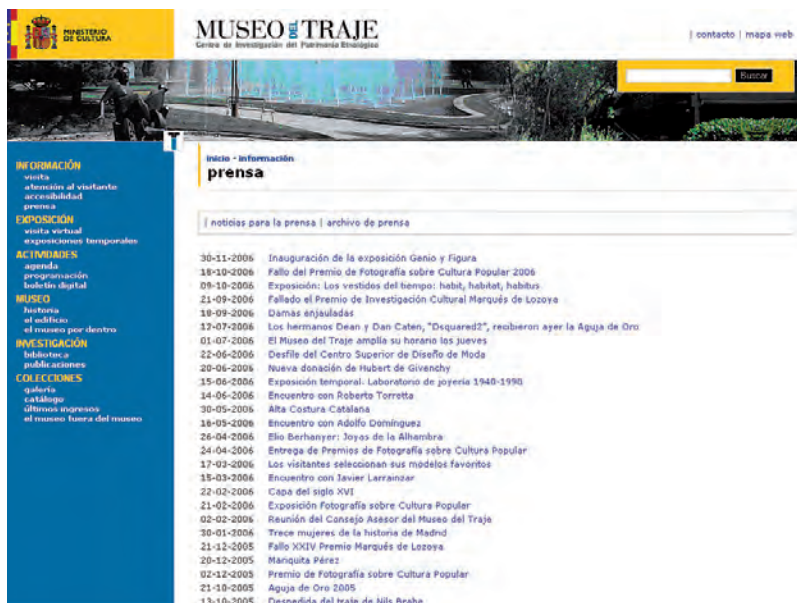 MINISTERIO
DE CULTURA
MUSEO DEL TRAJE
Centro de Investigación del Patrimonio Etnológico
| contacto | mapa web
Buscar
T
INFORMACIÓN
visita
atención al visitante
accesibilidad
prensa
EXPOSICIÓN
visita virtual
exposiciones temporales
ACTIVIDADES
agenda
programación
boletín digital
MUSEO
historia
el edificio
el museo por dentro
INVESTIGACIÓN
biblioteca
publicaciones
COLECCIONES
galería
catálogo
últimos ingresos
el museo fuera del museo
inicio - información
prensa
| noticias para la prensa | archivo de prensa
30-11-2006 Inauguración de la exposición Genio y Figura
18-10-2006 Fallo del Premio de Fotografía sobre Cultura Popular 2006
09-10-2006 Exposición: Los vestidos del tiempo: habit, habitat, habitus
21-09-2006 Fallado el Premio de Investigación Cultural Marqués de Lozoya
18-09-2006 Damas enjauladas
17-07-2006 Los hermanos Dean y Dan Caten, "Dsquared2", recibieron ayer la Aguja de Oro
01-07-2006 El Museo del Traje amplía su horario los jueves
22-06-2006 Desfile del Centro Superior de Diseño de Moda
20-06-2006 Nueva donación de Hubert de Givenchy
15-06-2006 Exposición temporal. Laboratorio de joyería 1940-1990
14-06-2006 Encuentro con Roberto Torretta
30-05-2006 Alta Costura Catalana
16-05-2006 Encuentro con Adolfo Domínguez
26-04-2006 Elio Berhanyer: Joyas de la Alhambra
24-04-2006 Entrega de Premios de Fotografía sobre Cultura Popular
17-03-2006 Los visitantes seleccionan sus modelos favoritos
15-03-2006 Encuentro con Javier Larrainzar
22-02-2006 Capa del siglo XVI
21-02-2006 Exposición Fotografía sobre Cultura Popular
02-02-2006 Reunión del Consejo Asesor del Museo del Traje
30-01-2006 Trece mujeres de la historia de Madrid
21-12-2005 Fallo XXIV Premio Marqués de Lozoya
20-12-2005 Mariquita Pérez
02-12-2005 Premio de Fotografía sobre Cultura Popular
21-10-2005 Aguja de Oro 2005
13-10-2005 Despedida del traje de Nils Brahe